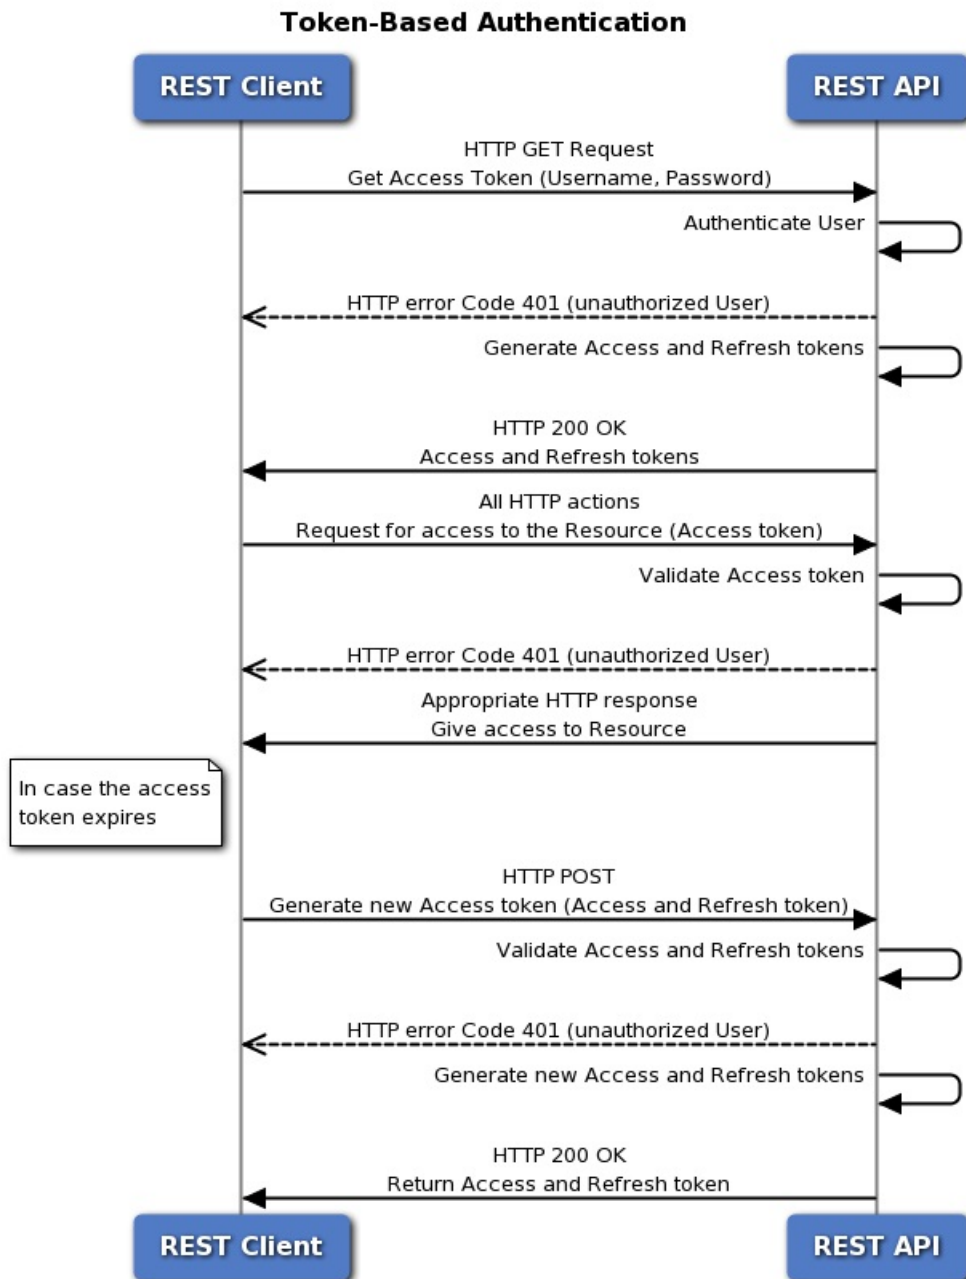 Token-Based Authentication
REST Client
REST API
HTTP GET Request
Get Access Token (Username, Password)
Authenticate User
HTTP error Code 401 (unauthorized User)
Generate Access and Refresh tokens
HTTP 200 OK
Access and Refresh tokens
All HTTP actions
Request for access to the Resource (Access token)
Validate Access token
HTTP error Code 401 (unauthorized User)
Appropriate HTTP response
Give access to Resource
In case the access
token expires
HTTP POST
Generate new Access token (Access and Refresh token)
Validate Access and Refresh tokens
HTTP error Code 401 (unauthorized User)
Generate new Access and Refresh tokens
HTTP 200 OK
Return Access and Refresh token
REST Client
REST API